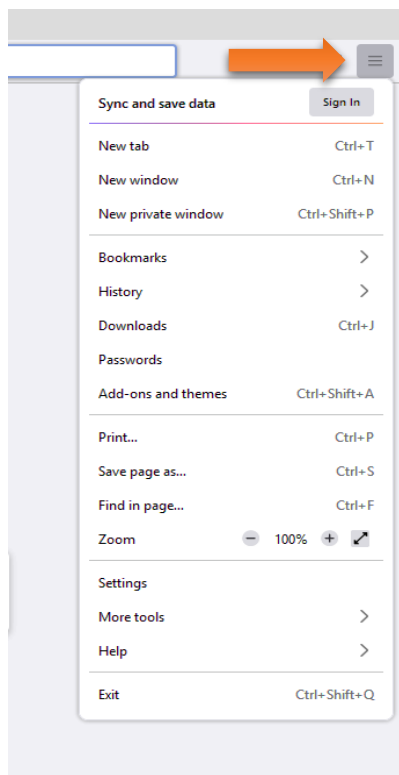 Sync and save data Sign In
New tab Ctrl+T
New window Ctrl+N
New private window Ctrl+Shift+P
Bookmarks
History
Downloads Ctrl+J
Passwords
Add-ons and themes Ctrl+Shift+A
Print... Ctrl+P
Save page as... Ctrl+S
Find in page... Ctrl+F
Zoom 100%
Settings
More tools
Help
Exit Ctrl+Shift+Q